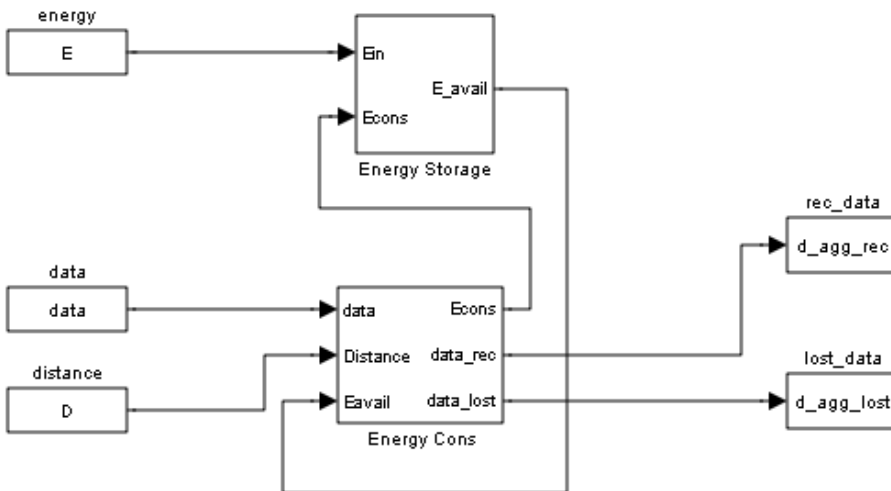 energy
E
Ein
E_avail
Econs
Energy Storage
rec_data
d_agg_rec
data
data
data
Econs
Distance
data_rec
distance
lost_data
D
Eavail
data_lost
d_agg_lost
Energy Cons